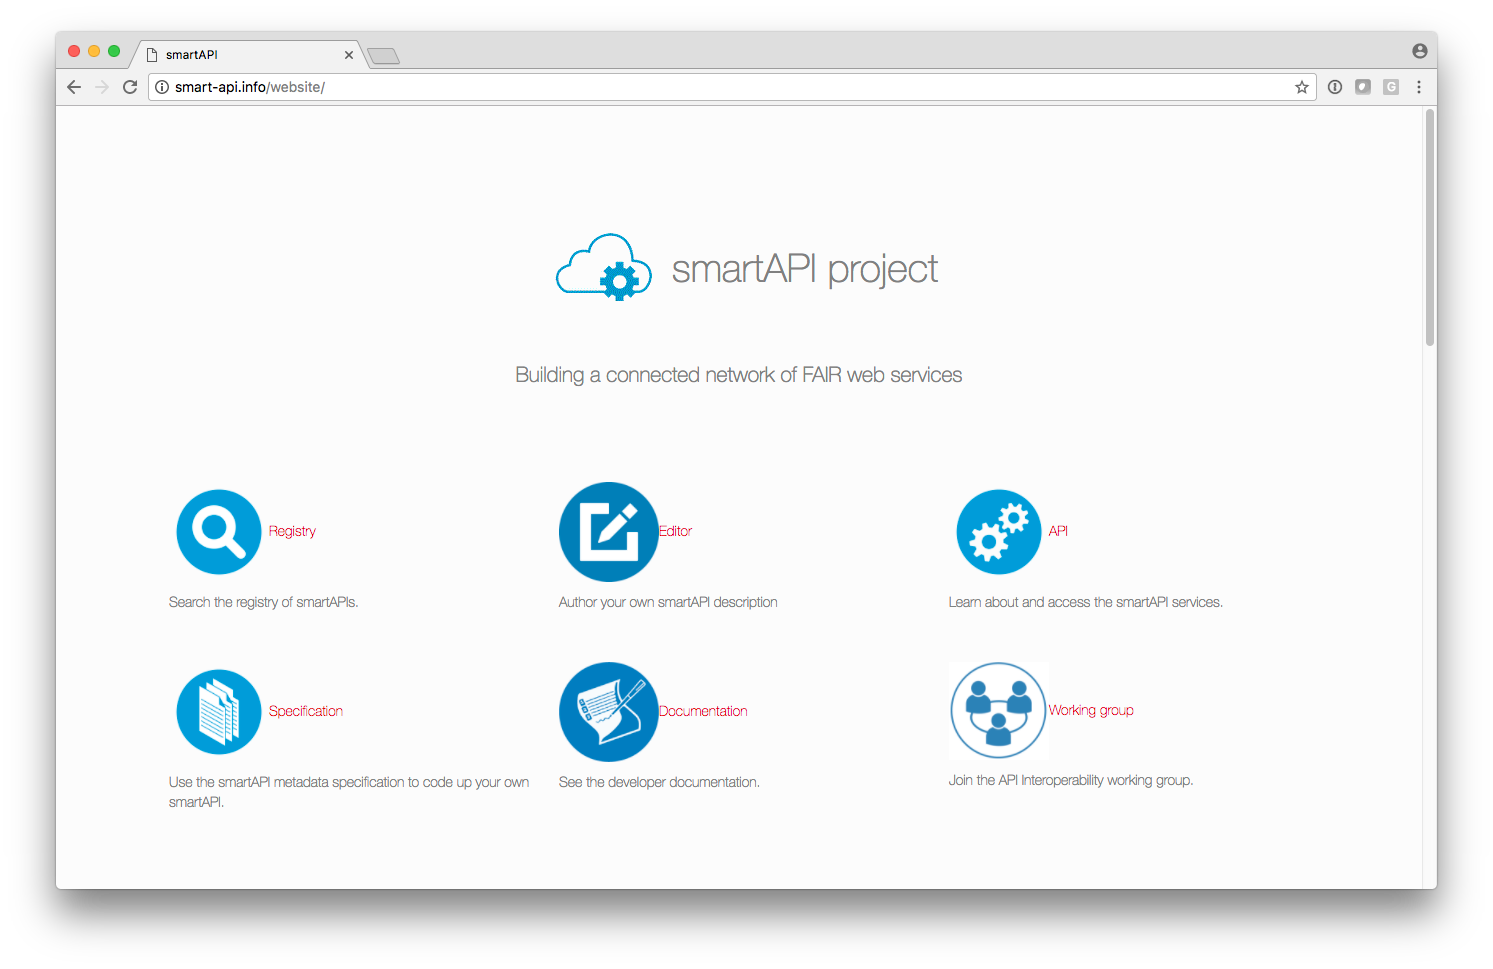 smartAPI
smart-api.info/website/
G
smartAPI project
Building a connected network of FAIR web services
Registry
Editor
API
Search the registry of smartAPIs.
Author your own smartAPI description
Learn about and access the smartAPI services.
Specification
Documentation
Working group
Use the smartAPI metadata specification to code up your own
smartAPI.
See the developer documentation.
Join the API Interoperability working group.